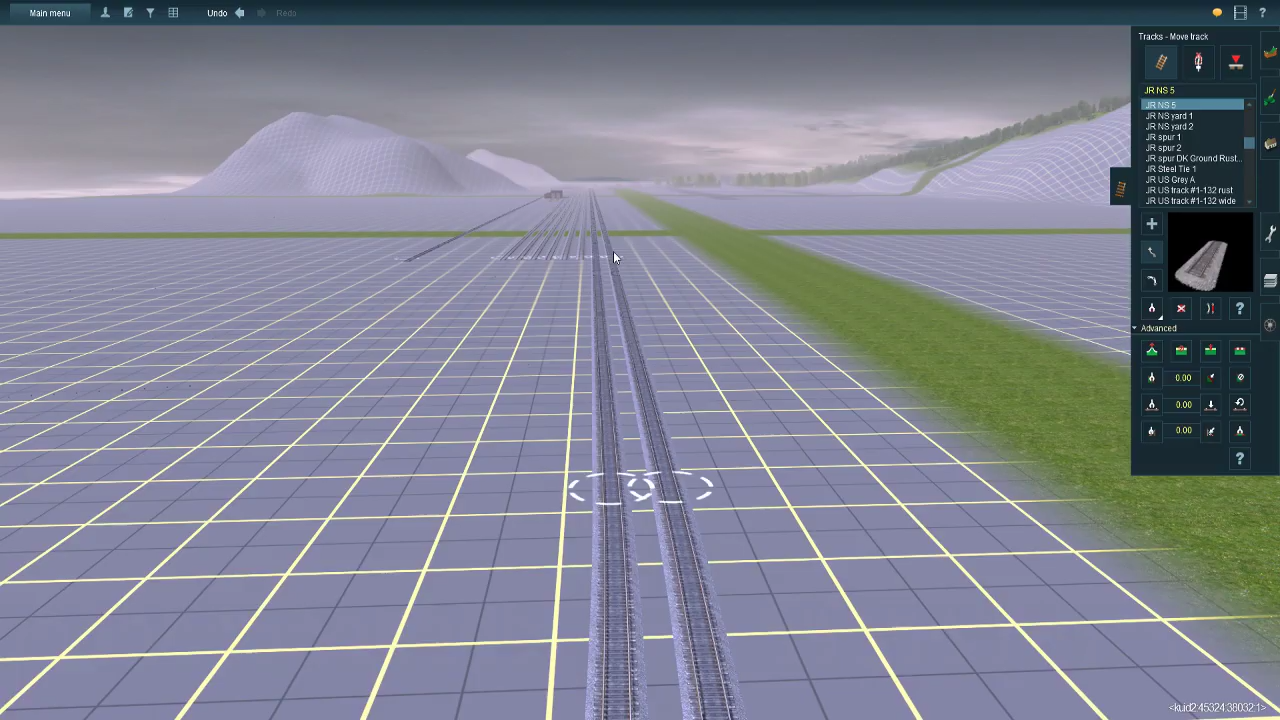 Main menu
Undo
Redo
?
Tracks - Move track
JR NS 5
JR NS 5
JR NS yard 1
JR NS yard 2
JR spur 1
JR spur 2
JR spur DK Ground Rust...
JR Steel Tie 1
JR US Grey A
JR US track #1-132 rust
JR US track #1-132 wide
?
Advanced
0.00
0.00
0.00
?
<kuid2:45324:38032:1>